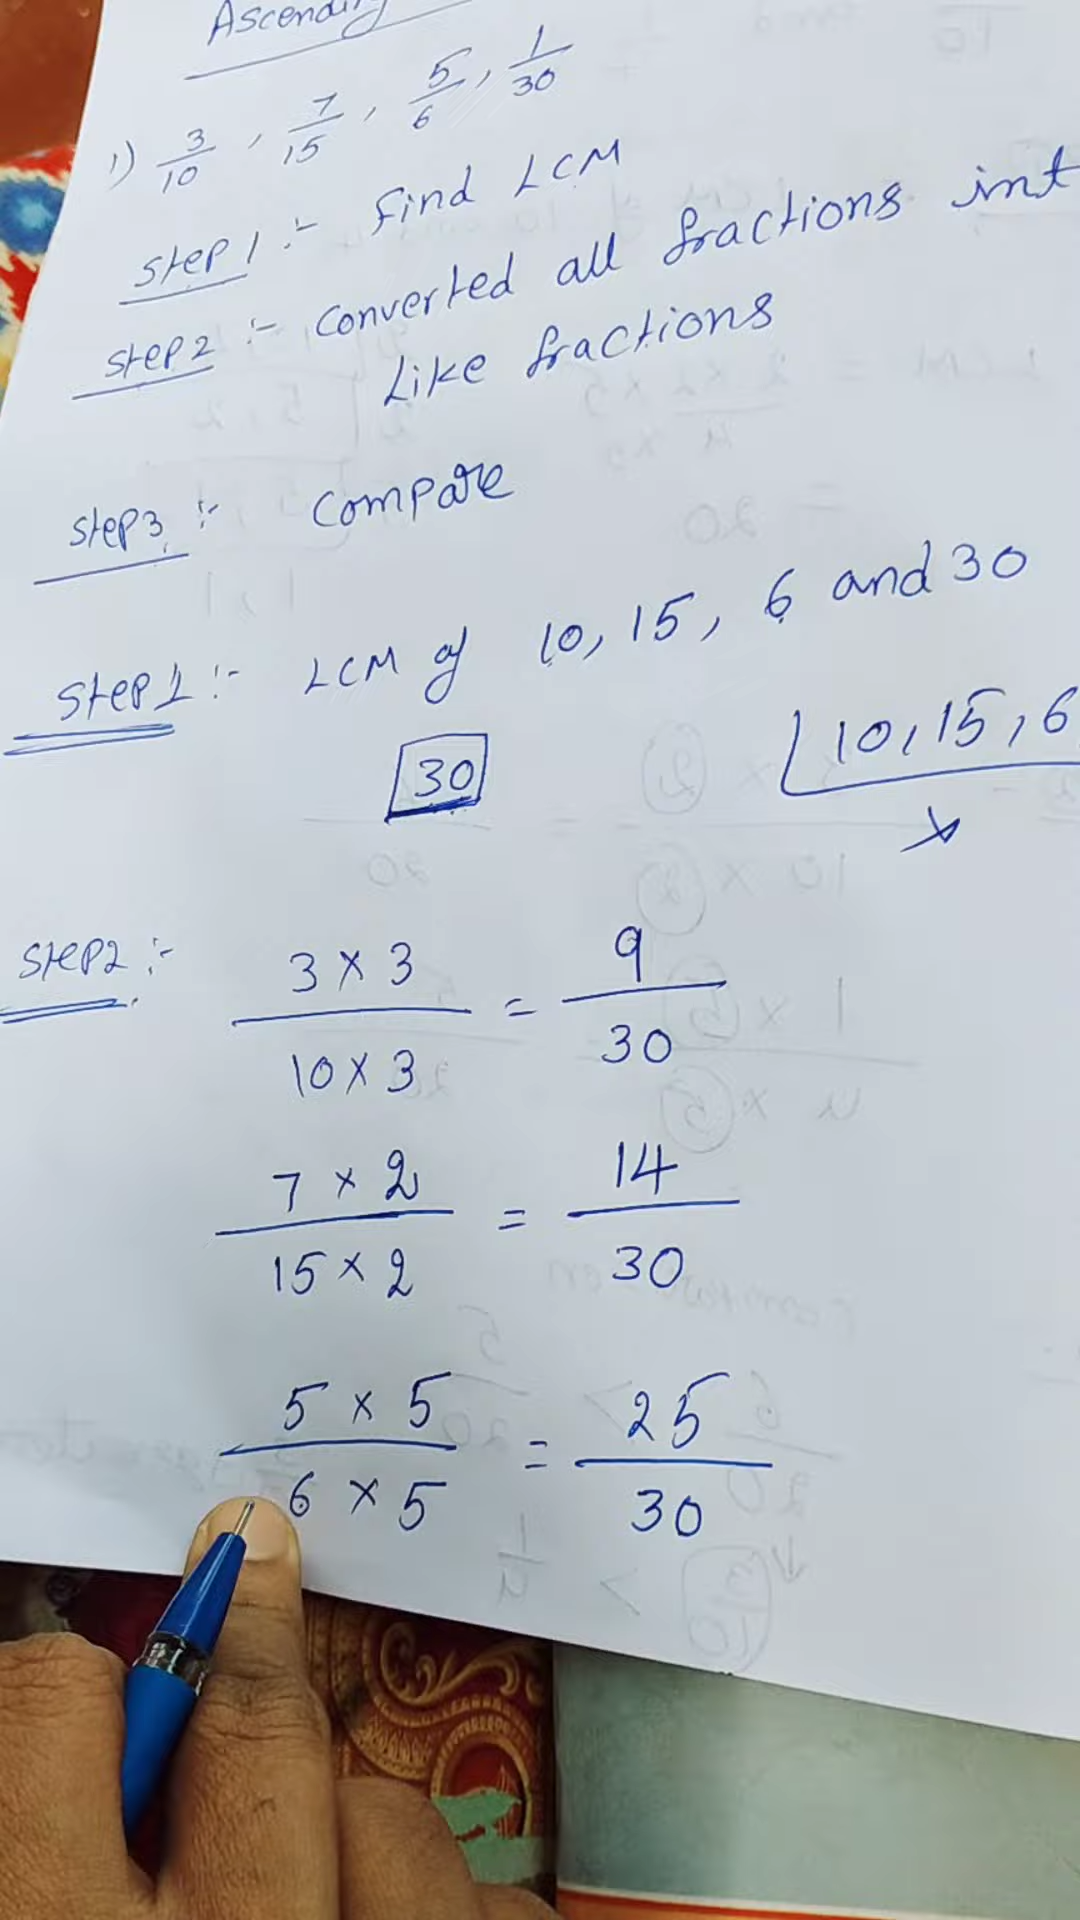 Ascending
1) 3/10 , 7/15 , 5/6 , 1/30
Step 1 :- Find LCM
Step 2 :- Converted all fractions int
Like fractions
Step 3 :- Compare
Step 1 :- LCM of 10, 15, 6 and 30
30
10, 15, 6
Step 2 :- 3 × 3 / 10 × 3 = 9/30
7 × 2 / 15 × 2 = 14/30
5 × 5 / 6 × 5 = 25/30